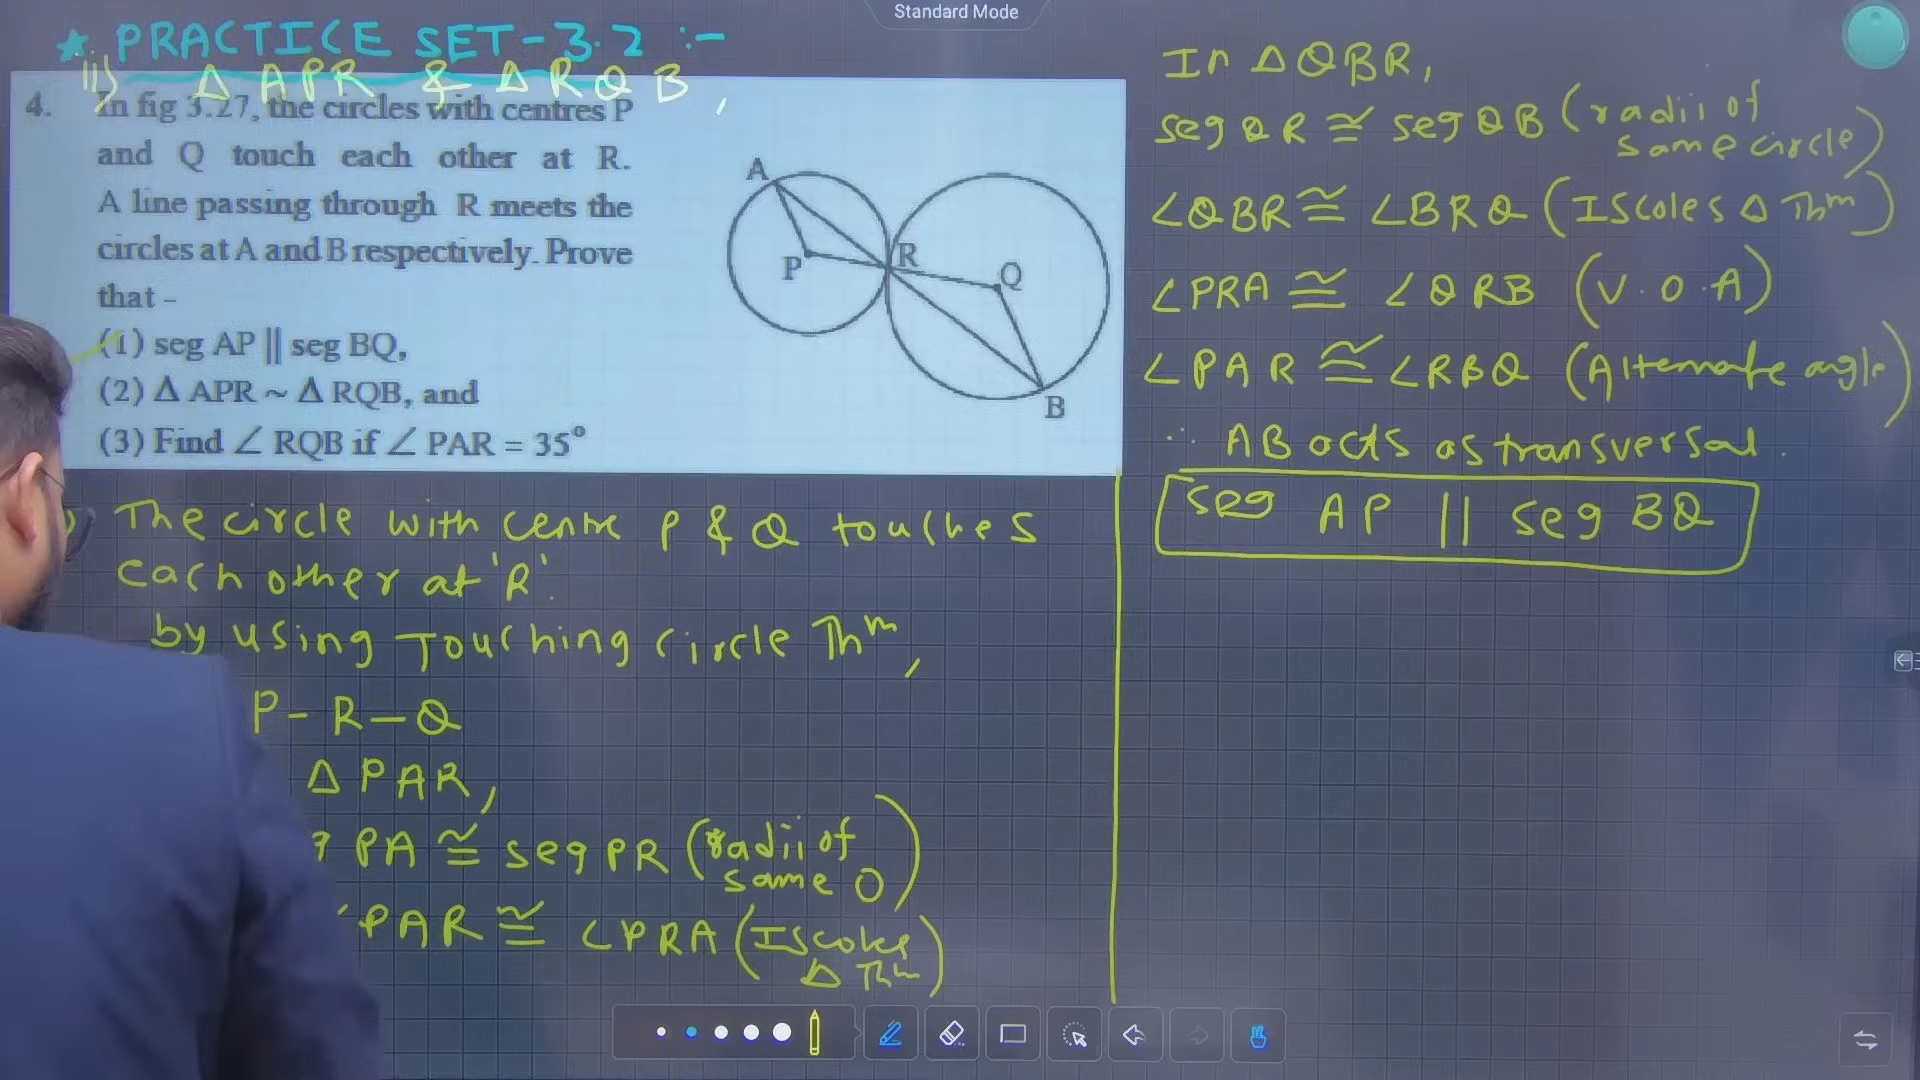 Standard Mode
★ PRACTICE SET-3.2 :-
ii) Δ APR & Δ RQB,
4. In fig 3.27, the circles with centres P
and Q touch each other at R.
A line passing through R meets the
circles at A and B respectively. Prove
that –
(1) seg AP || seg BQ,
(2) Δ APR ~ Δ RQB, and
(3) Find ∠ RQB if ∠ PAR = 35°
A
P
R
Q
B
The circle with centre P & Q touches
each other at 'R'.
by using Touching circle Thm,
P-R-Q
Δ PAR,
PA ≅ seg PR (radii of
same O)
PAR ≅ ∠PRA (Iscoles
Δ Thm)
In ΔQBR,
seg QR ≅ seg QB (radii of
same circle)
∠QBR ≅ ∠BRQ (Iscoles Δ Thm)
∠PRA ≅ ∠QRB (V.O.A)
∠PAR ≅ ∠RBQ (Alternate angle)
∴ AB acts as transversal.
seg AP || seg BQ